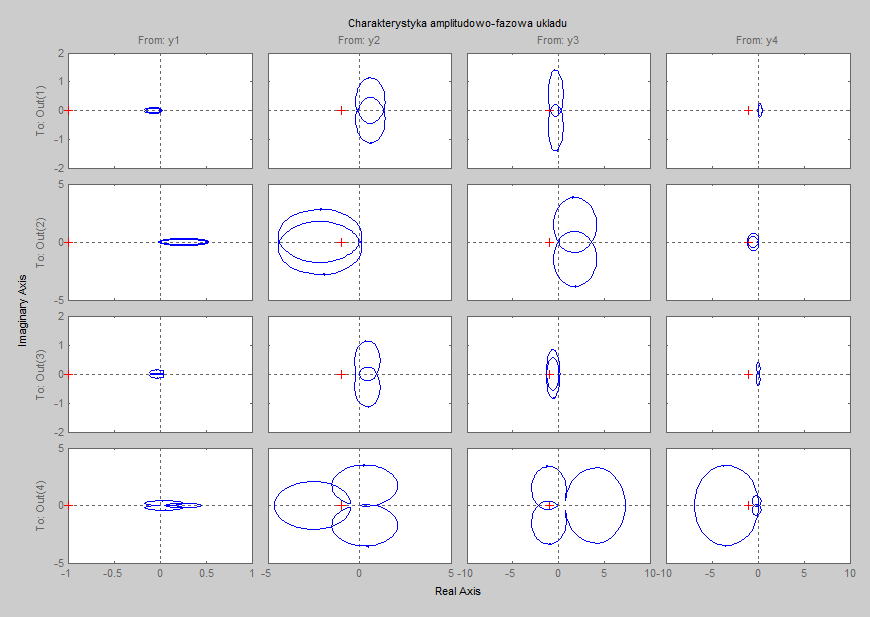 Charakterystyka amplitudowo-fazowa ukladu
From: y1 From: y2 From: y3 From: y4
To: Out(1)
2
1
0
-1
-2
To: Out(2)
5
0
-5
To: Out(3)
2
1
0
-1
-2
To: Out(4)
5
0
-5
Imaginary Axis
-1 -0.5 0 0.5 1 -5 0 5 -10 -5 0 5 10 -10 -5 0 5 10
Real Axis